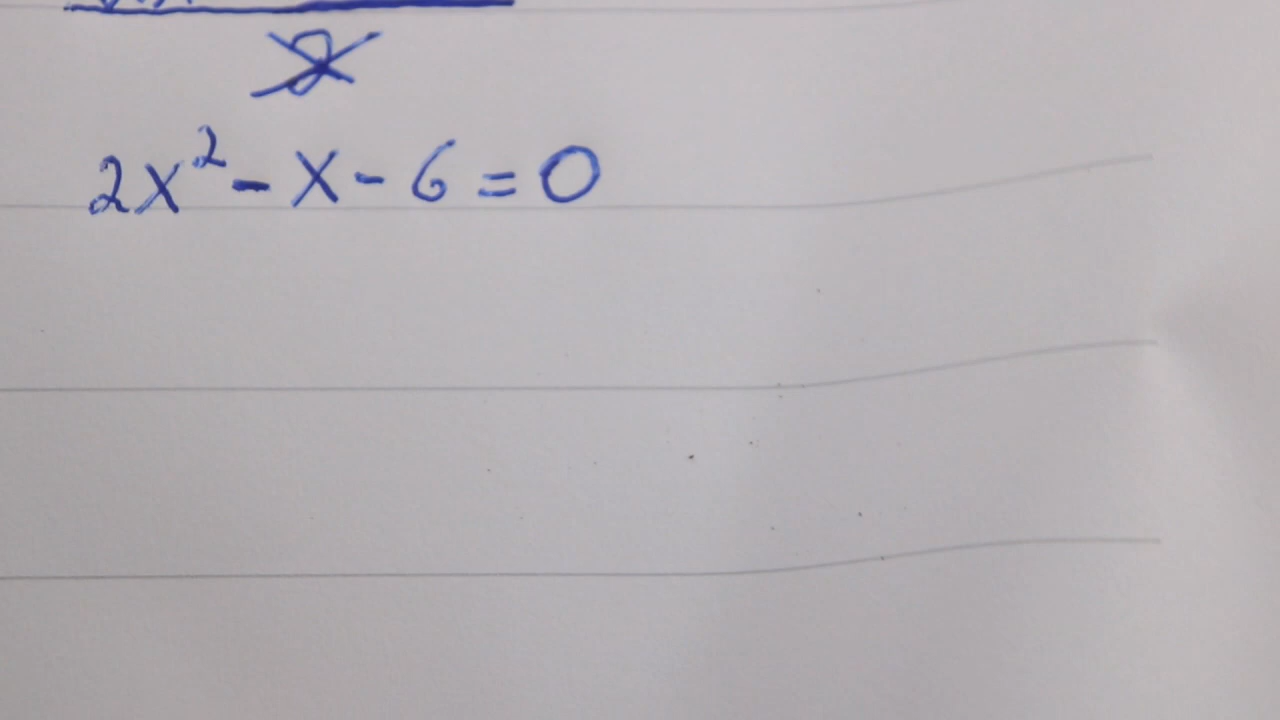 2x² - x - 6 = 0